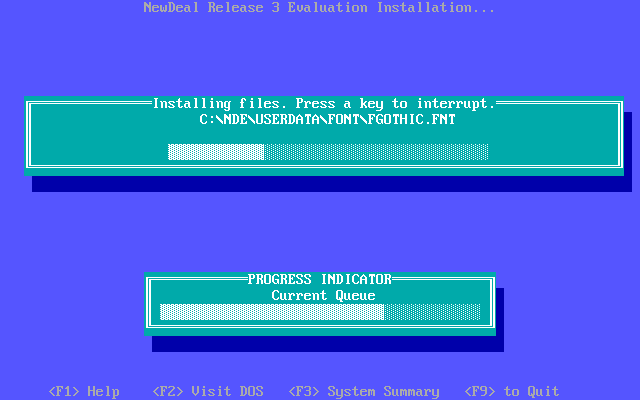 NewDeal Release 3 Evaluation Installation...
Installing files. Press a key to interrupt.
C:\NDE\USERDATA\FONT\FGOTHIC.FNT
PROGRESS INDICATOR
Current Queue
<F1> Help <F2> Visit DOS <F3> System Summary <F9> to Quit